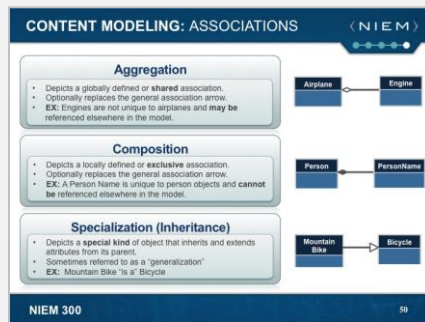 CONTENT MODELING: ASSOCIATIONS
〈NIEM〉
Aggregation
• Depicts a globally defined or shared association.
• Optionally replaces the general association arrow.
• EX: Engines are not unique to airplanes and may be
referenced elsewhere in the model.
Airplane
Engine
Composition
• Depicts a locally defined or exclusive association.
• Optionally replaces the general association arrow.
• EX: A Person Name is unique to person objects and cannot
be referenced elsewhere in the model.
Person
PersonName
Specialization (Inheritance)
• Depicts a special kind of object that inherits and extends
attributes from its parent.
• Sometimes referred to as a "generalization"
• EX: Mountain Bike "is a" Bicycle
Mountain
Bike
Bicycle
NIEM 300
50